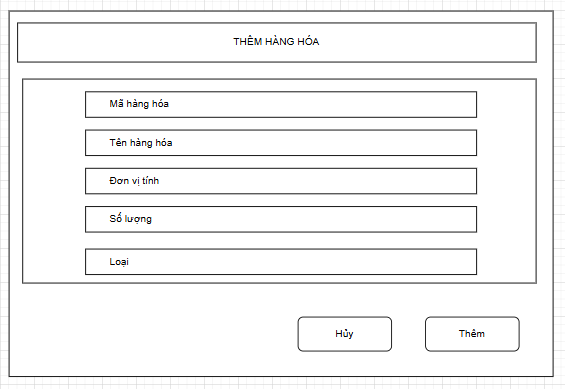 THÊM HÀNG HÓA
Mã hàng hóa
Tên hàng hóa
Đơn vị tính
Số lượng
Loại
Hủy
Thêm